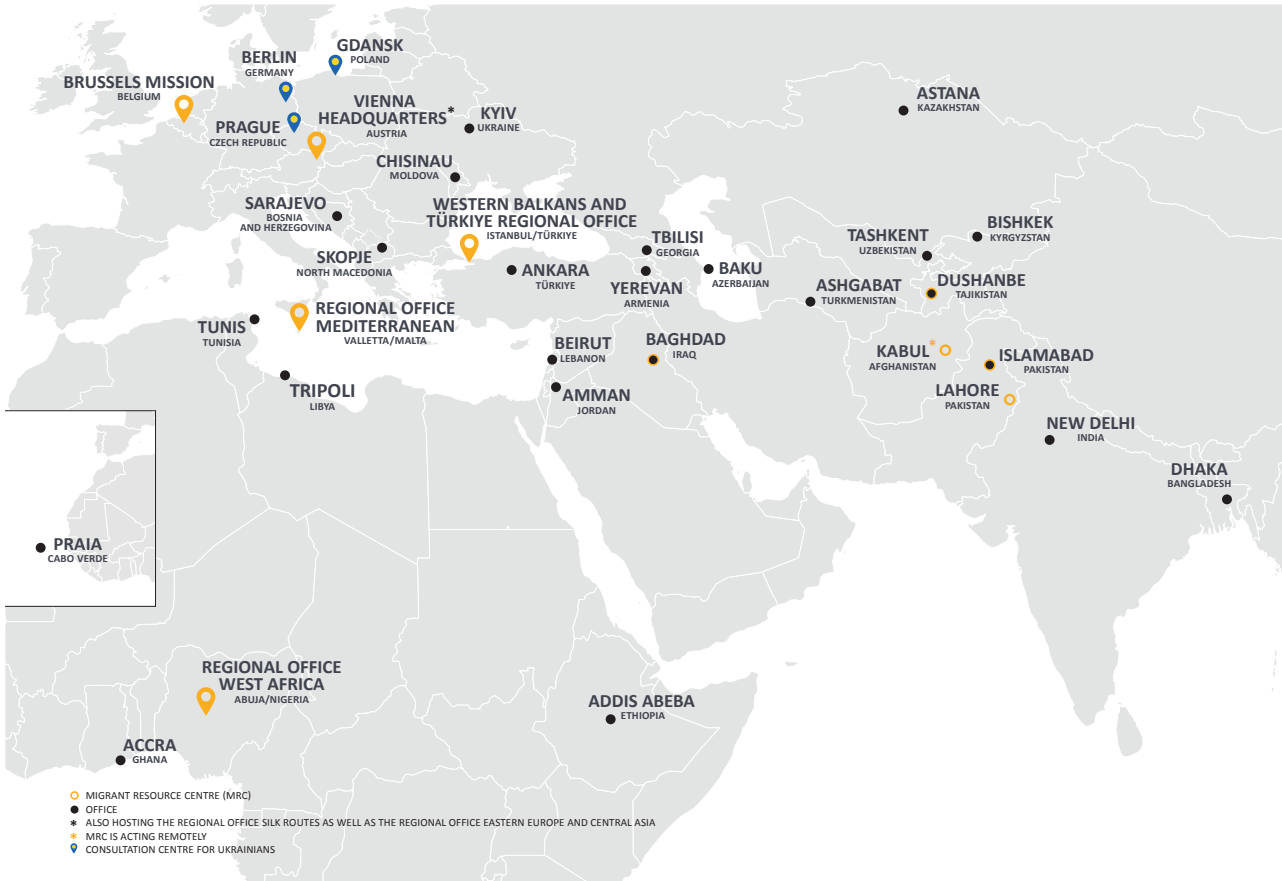 GDANSK
POLAND
BERLIN
GERMANY
BRUSSELS MISSION
BELGIUM
VIENNA
HEADQUARTERS*
AUSTRIA
PRAGUE
CZECH REPUBLIC
KYIV
UKRAINE
ASTANA
KAZAKHSTAN
CHISINAU
MOLDOVA
SARAJEVO
BOSNIA
AND HERZEGOVINA
WESTERN BALKANS AND
TÜRKIYE REGIONAL OFFICE
ISTANBUL/TÜRKIYE
SKOPJE
NORTH MACEDONIA
ANKARA
TÜRKIYE
TBILISI
GEORGIA
YEREVAN
ARMENIA
BAKU
AZERBAIJAN
TASHKENT
UZBEKISTAN
BISHKEK
KYRGYZSTAN
ASHGABAT
TURKMENISTAN
DUSHANBE
TAJIKISTAN
TUNIS
TUNISIA
REGIONAL OFFICE
MEDITERRANEAN
VALLETTA/MALTA
BEIRUT
LEBANON
BAGHDAD
IRAQ
KABUL*
AFGHANISTAN
ISLAMABAD
PAKISTAN
TRIPOLI
LIBYA
AMMAN
JORDAN
LAHORE
PAKISTAN
NEW DELHI
INDIA
DHAKA
BANGLADESH
PRAIA
CABO VERDE
REGIONAL OFFICE
WEST AFRICA
ABUJA/NIGERIA
ADDIS ABEBA
ETHIOPIA
ACCRA
GHANA
MIGRANT RESOURCE CENTRE (MRC)
OFFICE
* ALSO HOSTING THE REGIONAL OFFICE SILK ROUTES AS WELL AS THE REGIONAL OFFICE EASTERN EUROPE AND CENTRAL ASIA
* MRC IS ACTING REMOTELY
CONSULTATION CENTRE FOR UKRAINIANS